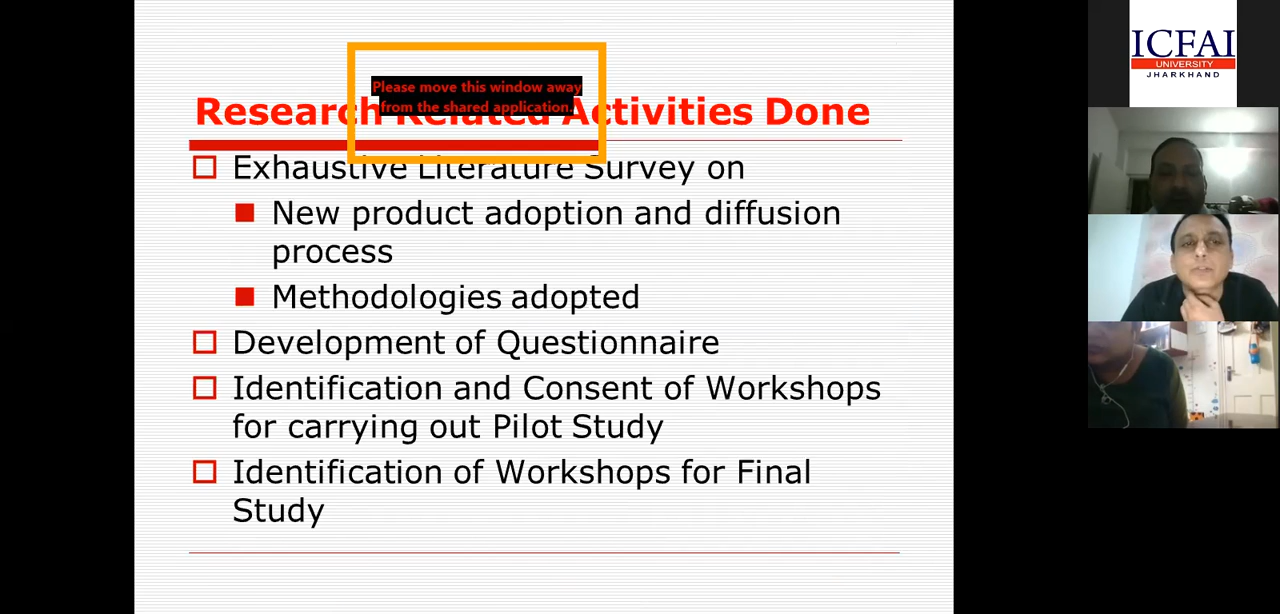 Please move this window away
from the shared application.
Research Related Activities Done
Exhaustive Literature Survey on
New product adoption and diffusion
process
Methodologies adopted
Development of Questionnaire
Identification and Consent of Workshops
for carrying out Pilot Study
Identification of Workshops for Final
Study
ICFAI
UNIVERSITY
JHARKHAND